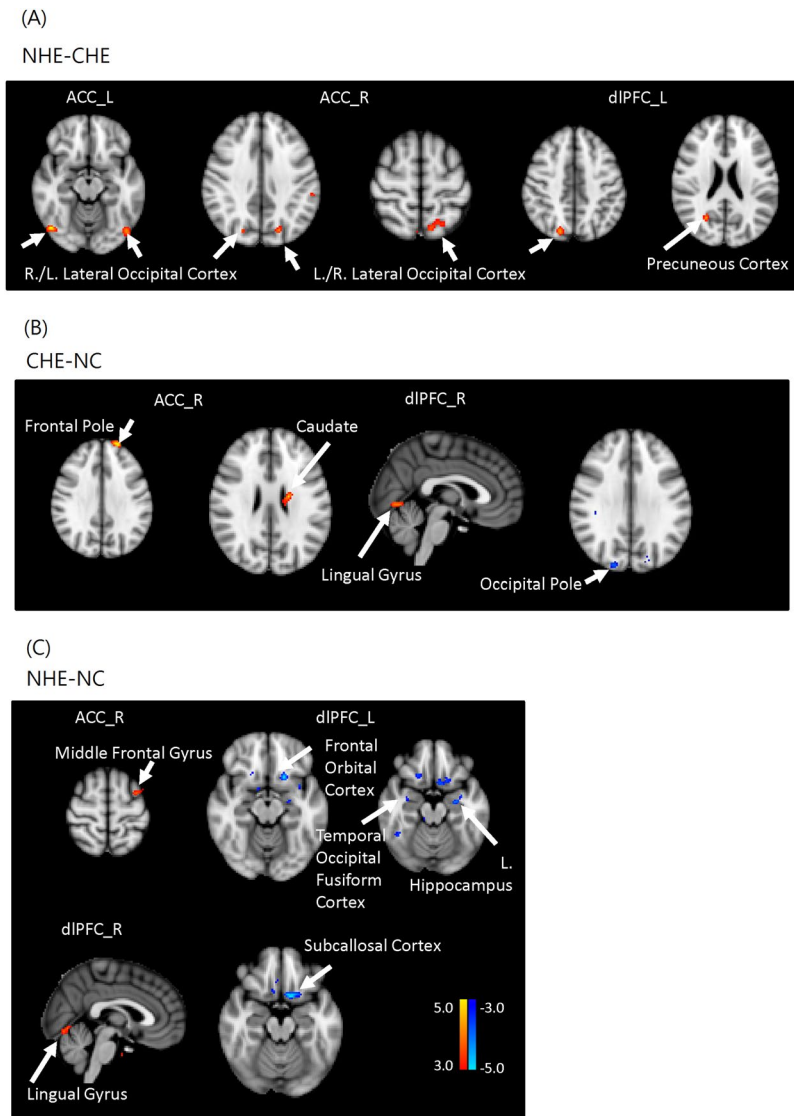 (A)
NHE-CHE
ACC_L
ACC_R
dlPFC_L
R./L. Lateral Occipital Cortex
L./R. Lateral Occipital Cortex
Precuneous Cortex
(B)
CHE-NC
ACC_R
dlPFC_R
Frontal Pole
Caudate
Lingual Gyrus
Occipital Pole
(C)
NHE-NC
ACC_R
dlPFC_L
Middle Frontal Gyrus
Frontal
Orbital
Cortex
Temporal
Occipital
Fusiform
Cortex
L.
Hippocampus
dlPFC_R
Subcallosal Cortex
Lingual Gyrus
5.0
-3.0
3.0
-5.0